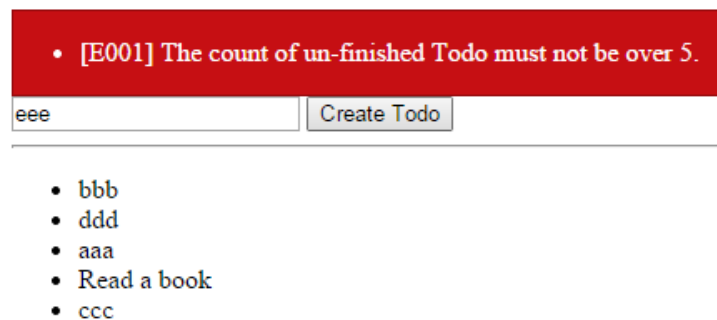 [E001] The count of un-finished Todo must not be over 5.
eee Create Todo
bbb
ddd
aaa
Read a book
ccc